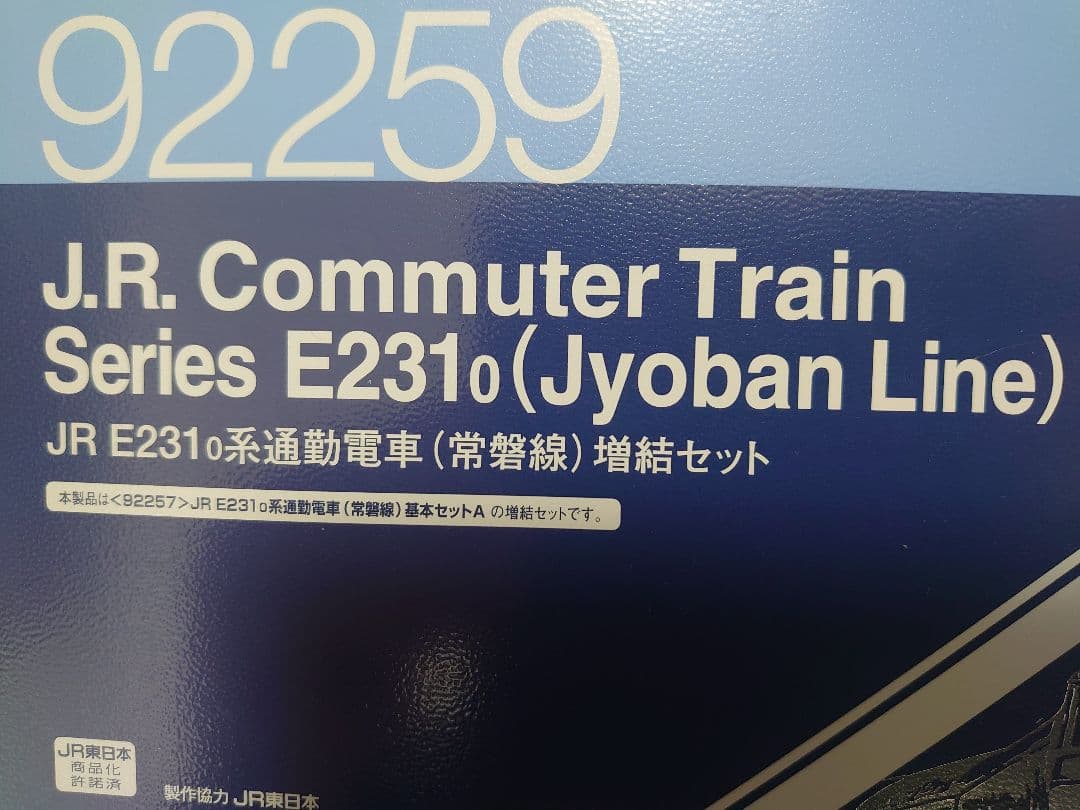 92259
J.R. Commuter Train
Series E2310(Jyoban Line)
JR E2310系通勤電車(常磐線)増結セット
本製品は<92257>JR E2310系通勤電車(常磐線)基本セットA の増結セットです。
JR東日本
商品化
許諾済
製作協力 JR東日本